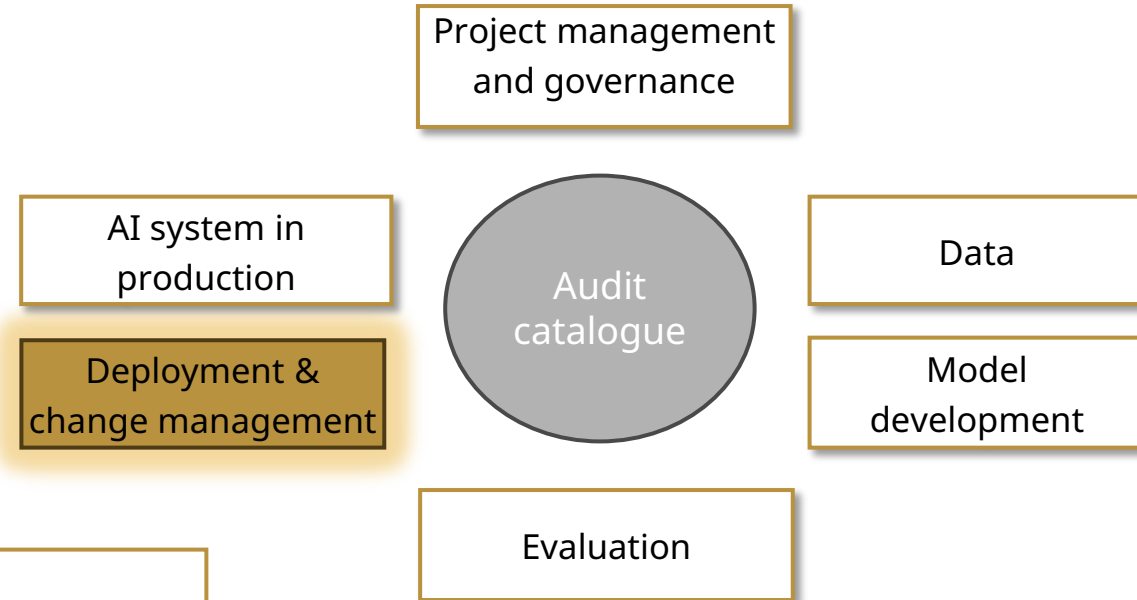 Project management
and governance
AI system in
production
Audit
catalogue
Data
Deployment &
change management
Model
development
Evaluation